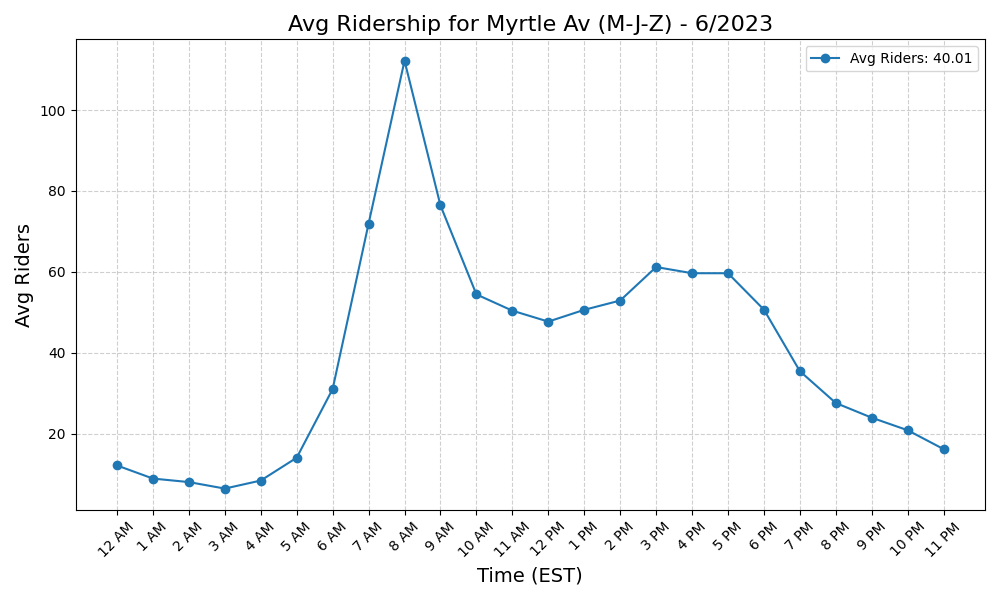 Avg Ridership for Myrtle Av (M-J-Z) - 6/2023
Avg Riders: 40.01
Avg Riders
100
80
60
40
20
12 AM
1 AM
2 AM
3 AM
4 AM
5 AM
6 AM
7 AM
8 AM
9 AM
10 AM
11 AM
12 PM
1 PM
2 PM
3 PM
4 PM
5 PM
6 PM
7 PM
8 PM
9 PM
10 PM
11 PM
Time (EST)